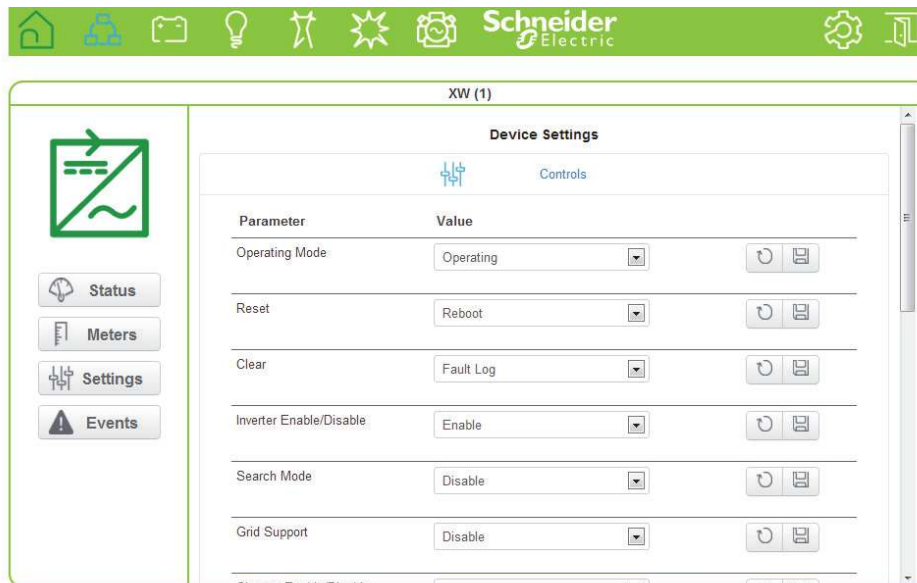 Schneider
Electric
XW (1)
Device Settings
Controls
Parameter Value
Operating Mode Operating
Reset Reboot
Clear Fault Log
Inverter Enable/Disable Enable
Search Mode Disable
Grid Support Disable
Status
Meters
Settings
Events